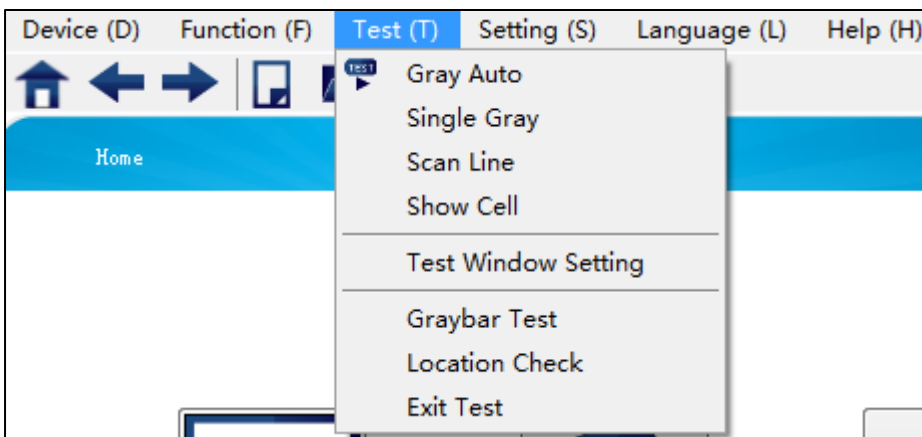 Device (D) Function (F) Test (T) Setting (S) Language (L) Help (H)
TEST
Gray Auto
Single Gray
Home
Scan Line
Show Cell
Test Window Setting
Graybar Test
Location Check
Exit Test